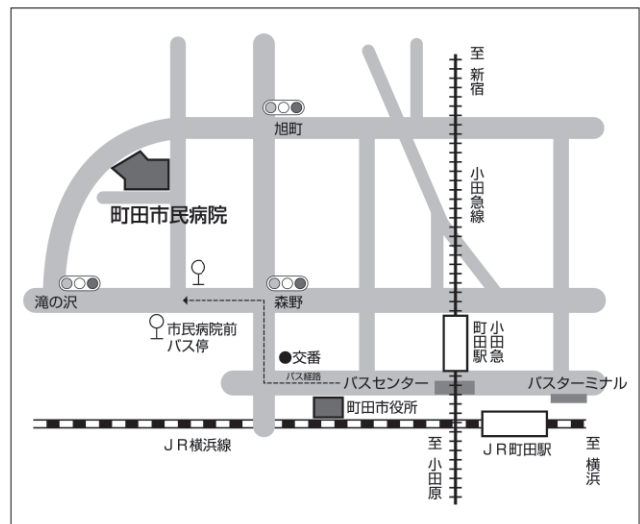 至 新宿
旭町
小田急線
町田市民病院
滝の沢
森野
市民病院前
バス停
小田急
町田駅
●交番
バス経路
バスセンター
バスターミナル
町田市役所
JR横浜線
至 小田原
JR町田駅
至 横浜